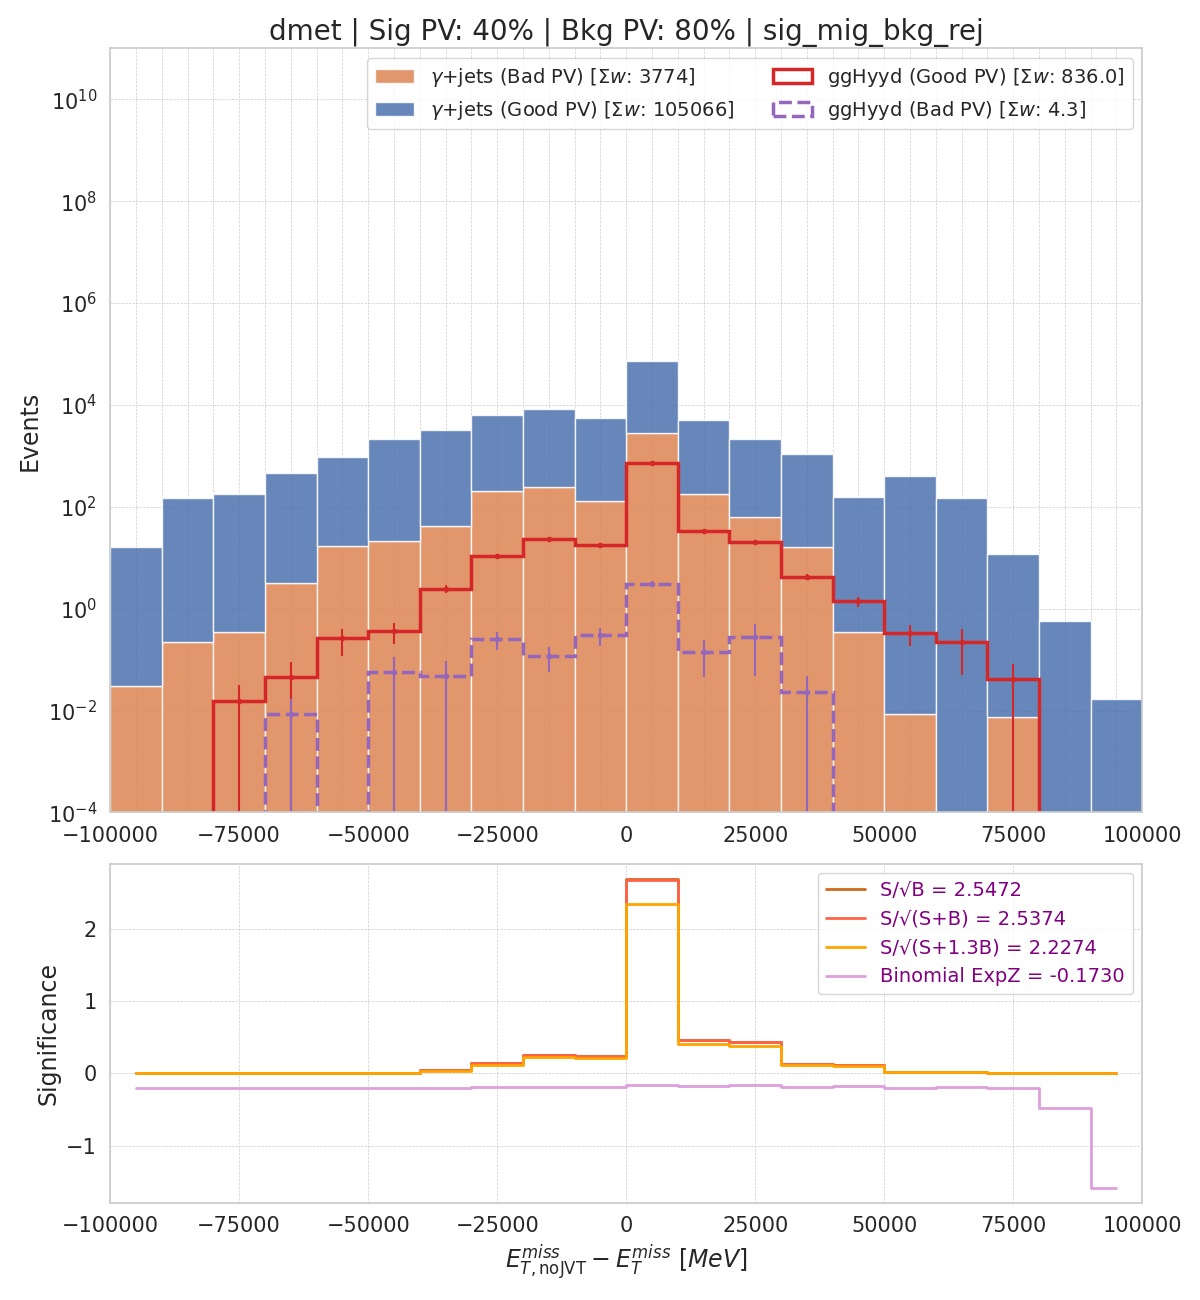 dmet | Sig PV: 40% | Bkg PV: 80% | sig_mig_bkg_rej
γ+jets (Bad PV) [Σw: 3774]
γ+jets (Good PV) [Σw: 105066]
ggHyyd (Good PV) [Σw: 836.0]
ggHyyd (Bad PV) [Σw: 4.3]
Events
10^10
10^8
10^6
10^4
10^2
10^0
10^−2
10^−4
−100000 −75000 −50000 −25000 0 25000 50000 75000 100000
S/√B = 2.5472
S/√(S+B) = 2.5374
S/√(S+1.3B) = 2.2274
Binomial ExpZ = -0.1730
Significance
2
1
0
−1
−100000 −75000 −50000 −25000 0 25000 50000 75000 100000
E_{T, noJVT}^{miss} − E_T^{miss} [MeV]